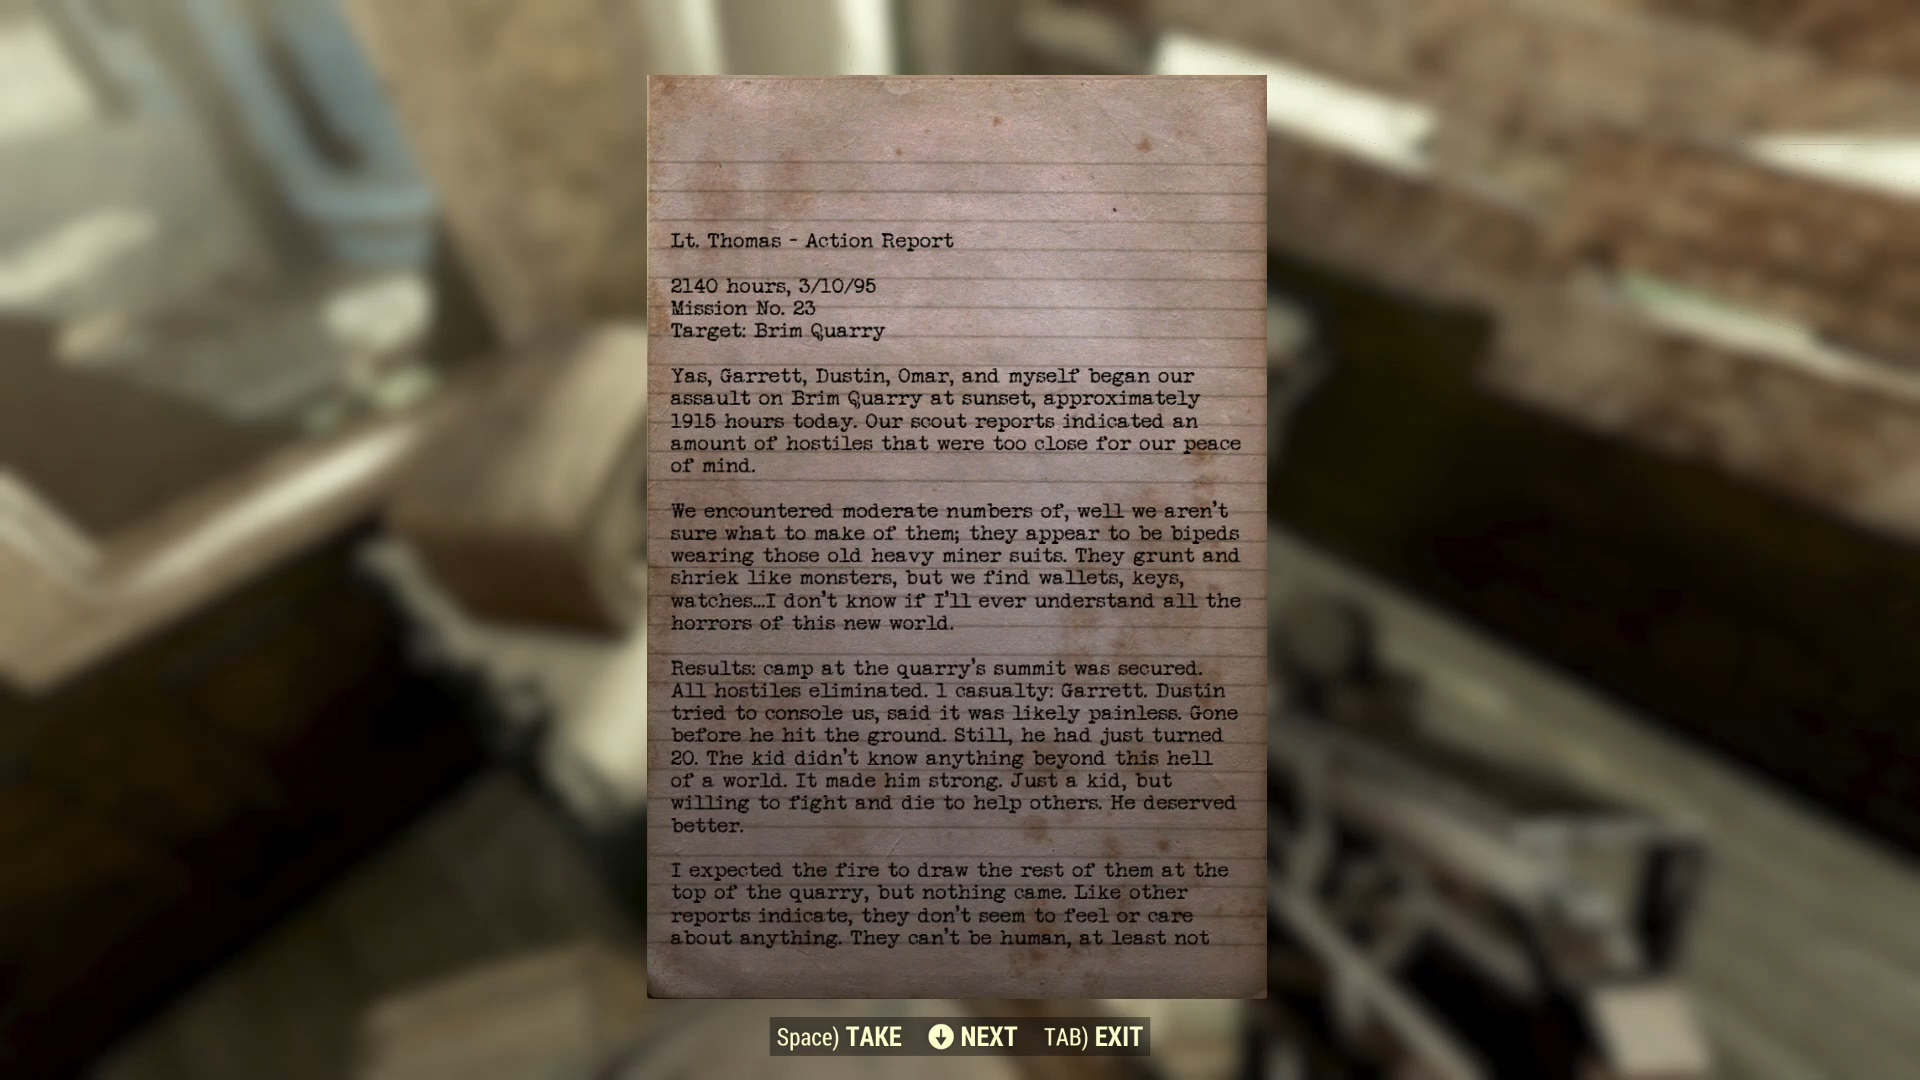 Lt. Thomas - Action Report
2140 hours, 3/10/95
Mission No. 23
Target: Brim Quarry
Yas, Garrett, Dustin, Omar, and myself began our
assault on Brim Quarry at sunset, approximately
1915 hours today. Our scout reports indicated an
amount of hostiles that were too close for our peace
of mind.
We encountered moderate numbers of, well we aren't
sure what to make of them; they appear to be bipeds
wearing those old heavy miner suits. They grunt and
shriek like monsters, but we find wallets, keys,
watches...I don't know if I'll ever understand all the
horrors of this new world.
Results: camp at the quarry's summit was secured.
All hostiles eliminated. 1 casualty: Garrett. Dustin
tried to console us, said it was likely painless. Gone
before he hit the ground. Still, he had just turned
20. The kid didn't know anything beyond this hell
of a world. It made him strong. Just a kid, but
willing to fight and die to help others. He deserved
better.
I expected the fire to draw the rest of them at the
top of the quarry, but nothing came. Like other
reports indicate, they don't seem to feel or care
about anything. They can't be human, at least not
Space) TAKE NEXT TAB) EXIT